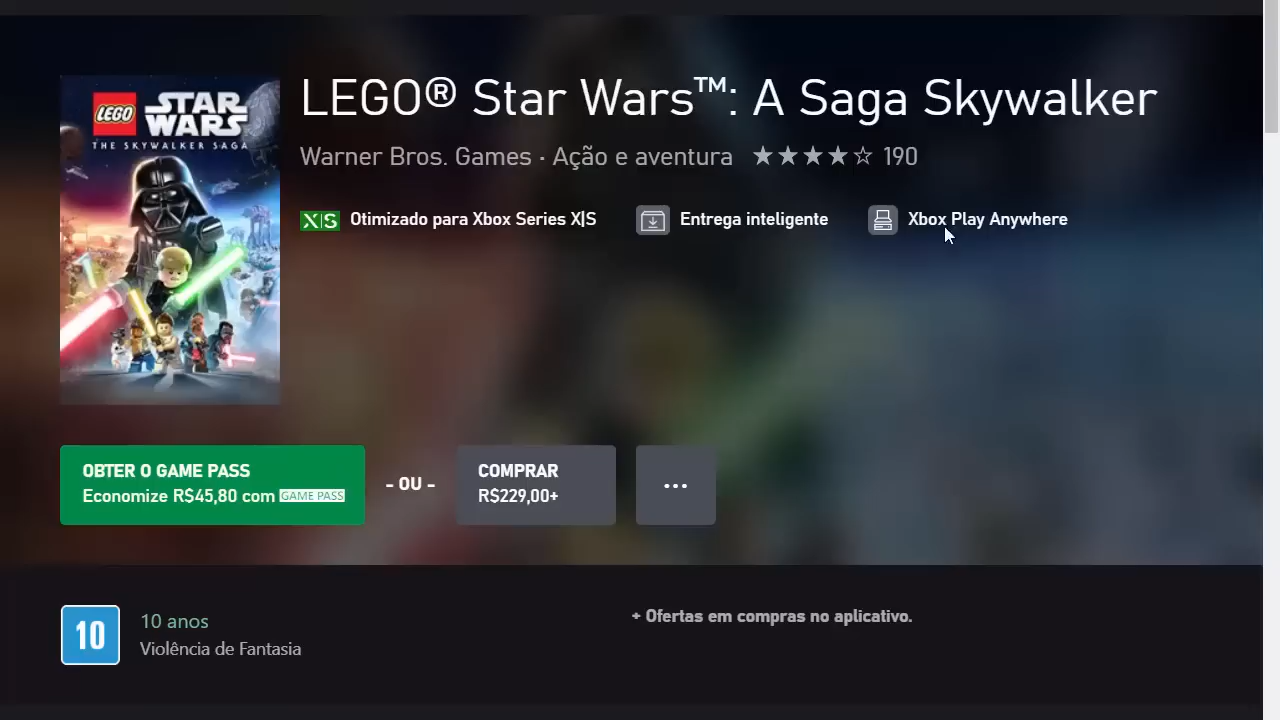 LEGO® Star Wars™: A Saga Skywalker
LEGO STAR WARS
THE SKYWALKER SAGA
Warner Bros. Games · Ação e aventura ★★★★☆ 190
X|S Otimizado para Xbox Series X|S Entrega inteligente Xbox Play Anywhere
OBTER O GAME PASS
Economize R$45,80 com GAME PASS
- OU -
COMPRAR
R$229,00+
...
10
10 anos
Violência de Fantasia
+ Ofertas em compras no aplicativo.